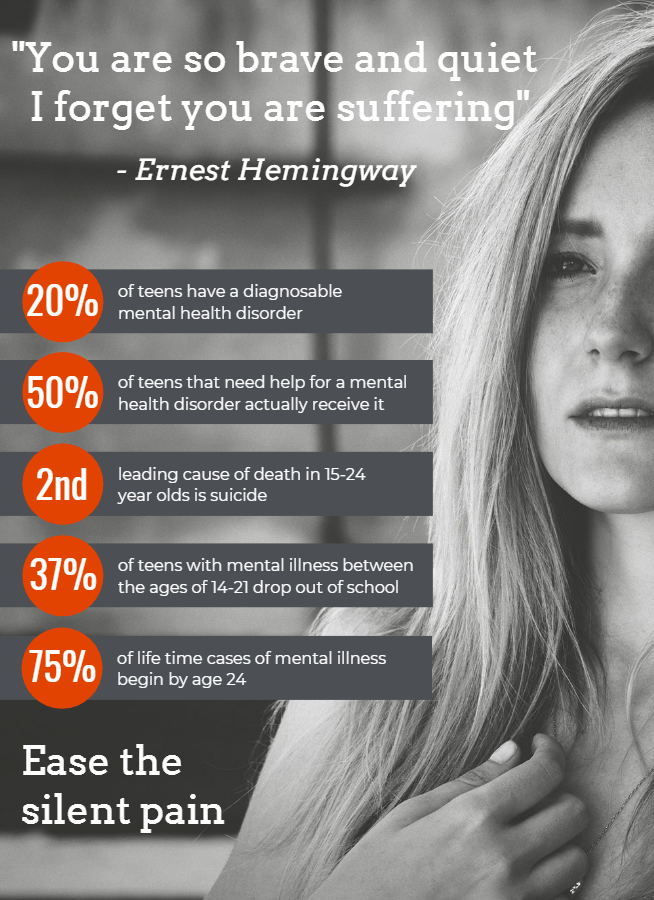 "You are so brave and quiet
I forget you are suffering"
- Ernest Hemingway
20%
of teens have a diagnosable
mental health disorder
50%
of teens that need help for a mental
health disorder actually receive it
2nd
leading cause of death in 15-24
year olds is suicide
37%
of teens with mental illness between
the ages of 14-21 drop out of school
75%
of life time cases of mental illness
begin by age 24
Ease the
silent pain